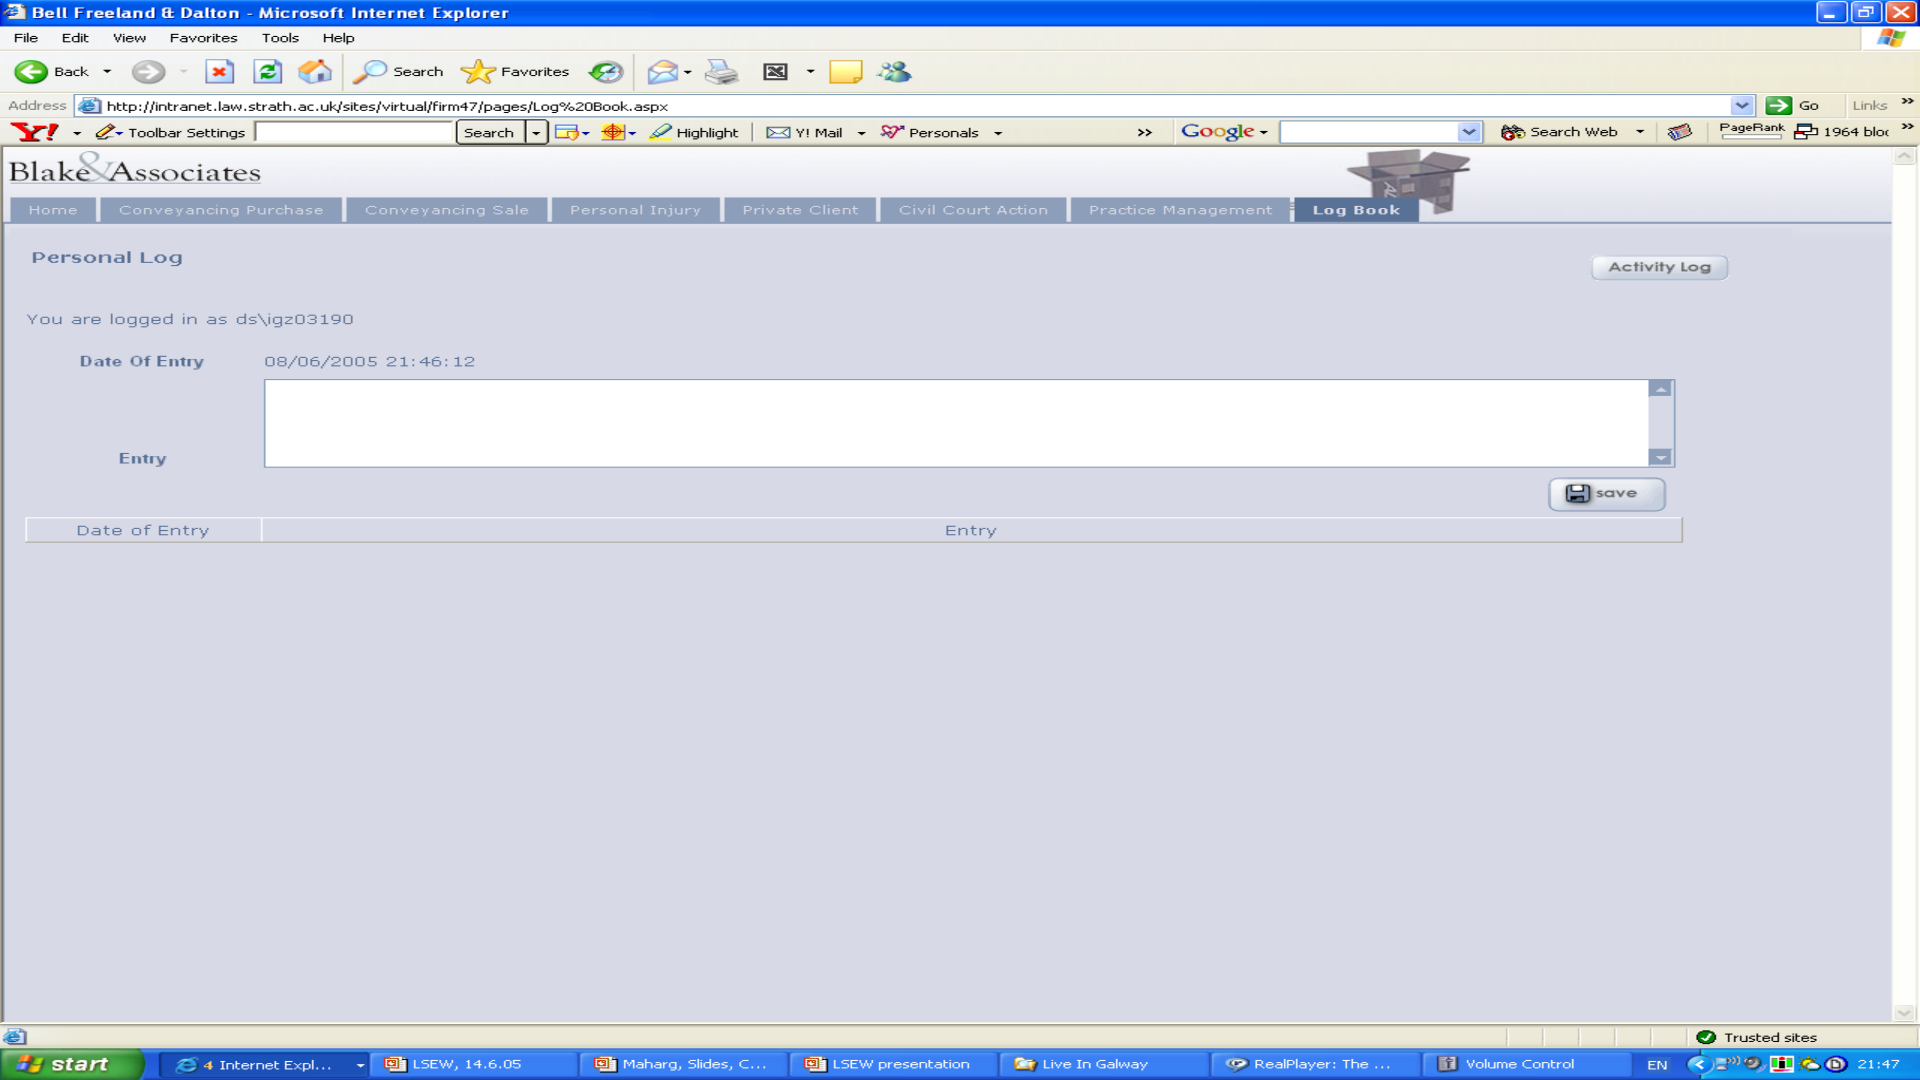 Bell Freeland & Dalton - Microsoft Internet Explorer
File Edit View Favorites Tools Help
Back Search Favorites
Address http://intranet.law.strath.ac.uk/sites/virtual/firm47/pages/Log%20Book.aspx Go Links »
Y! Toolbar Settings Search Highlight Y! Mail Personals » Google Search Web PageRank 1964 bloc »
Blake & Associates
Home Conveyancing Purchase Conveyancing Sale Personal Injury Private Client Civil Court Action Practice Management Log Book
Personal Log
Activity Log
You are logged in as ds\igz03190
Date Of Entry 08/06/2005 21:46:12
Entry
save
Date of Entry Entry
Trusted sites
start 4 Internet Expl... LSEW, 14.6.05 Maharg, Slides, C... LSEW presentation Live In Galway RealPlayer: The ... Volume Control EN 21:47